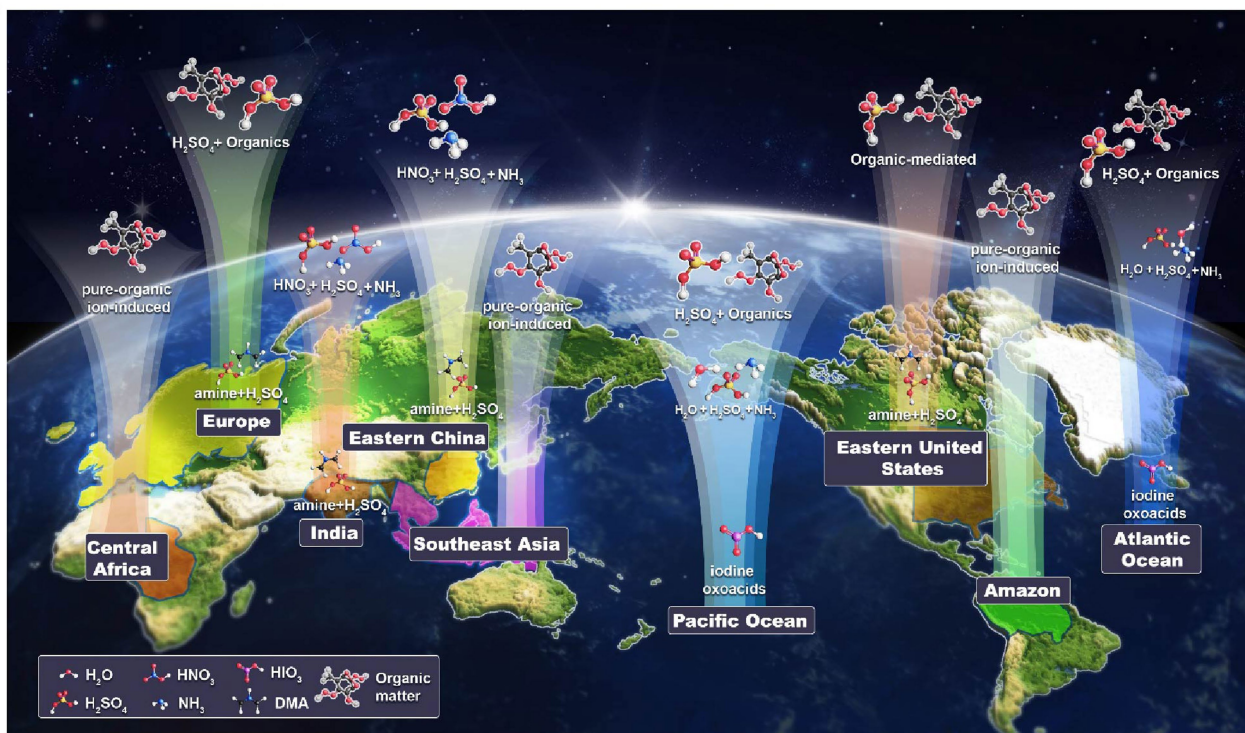 H₂SO₄+ Organics
HNO₃+ H₂SO₄ +NH₃
Organic-mediated
H₂SO₄+ Organics
pure-organic
ion-induced
HNO₃+ H₂SO₄ +NH₃
pure-organic
ion-induced
H₂SO₄+ Organics
pure-organic
ion-induced
H₂O + H₂SO₄ +NH₃
amine+H₂SO₄
Europe
amine+H₂SO₄
Eastern China
H₂O + H₂SO₄ +NH₃
amine+H₂SO₄
Eastern United
States
amine+H₂SO₄
India
Central
Africa
Southeast Asia
iodine
oxoacids
Pacific Ocean
iodine
oxoacids
Atlantic
Ocean
Amazon
H₂O
HNO₃
HIO₃
Organic
matter
H₂SO₄
NH₃
DMA